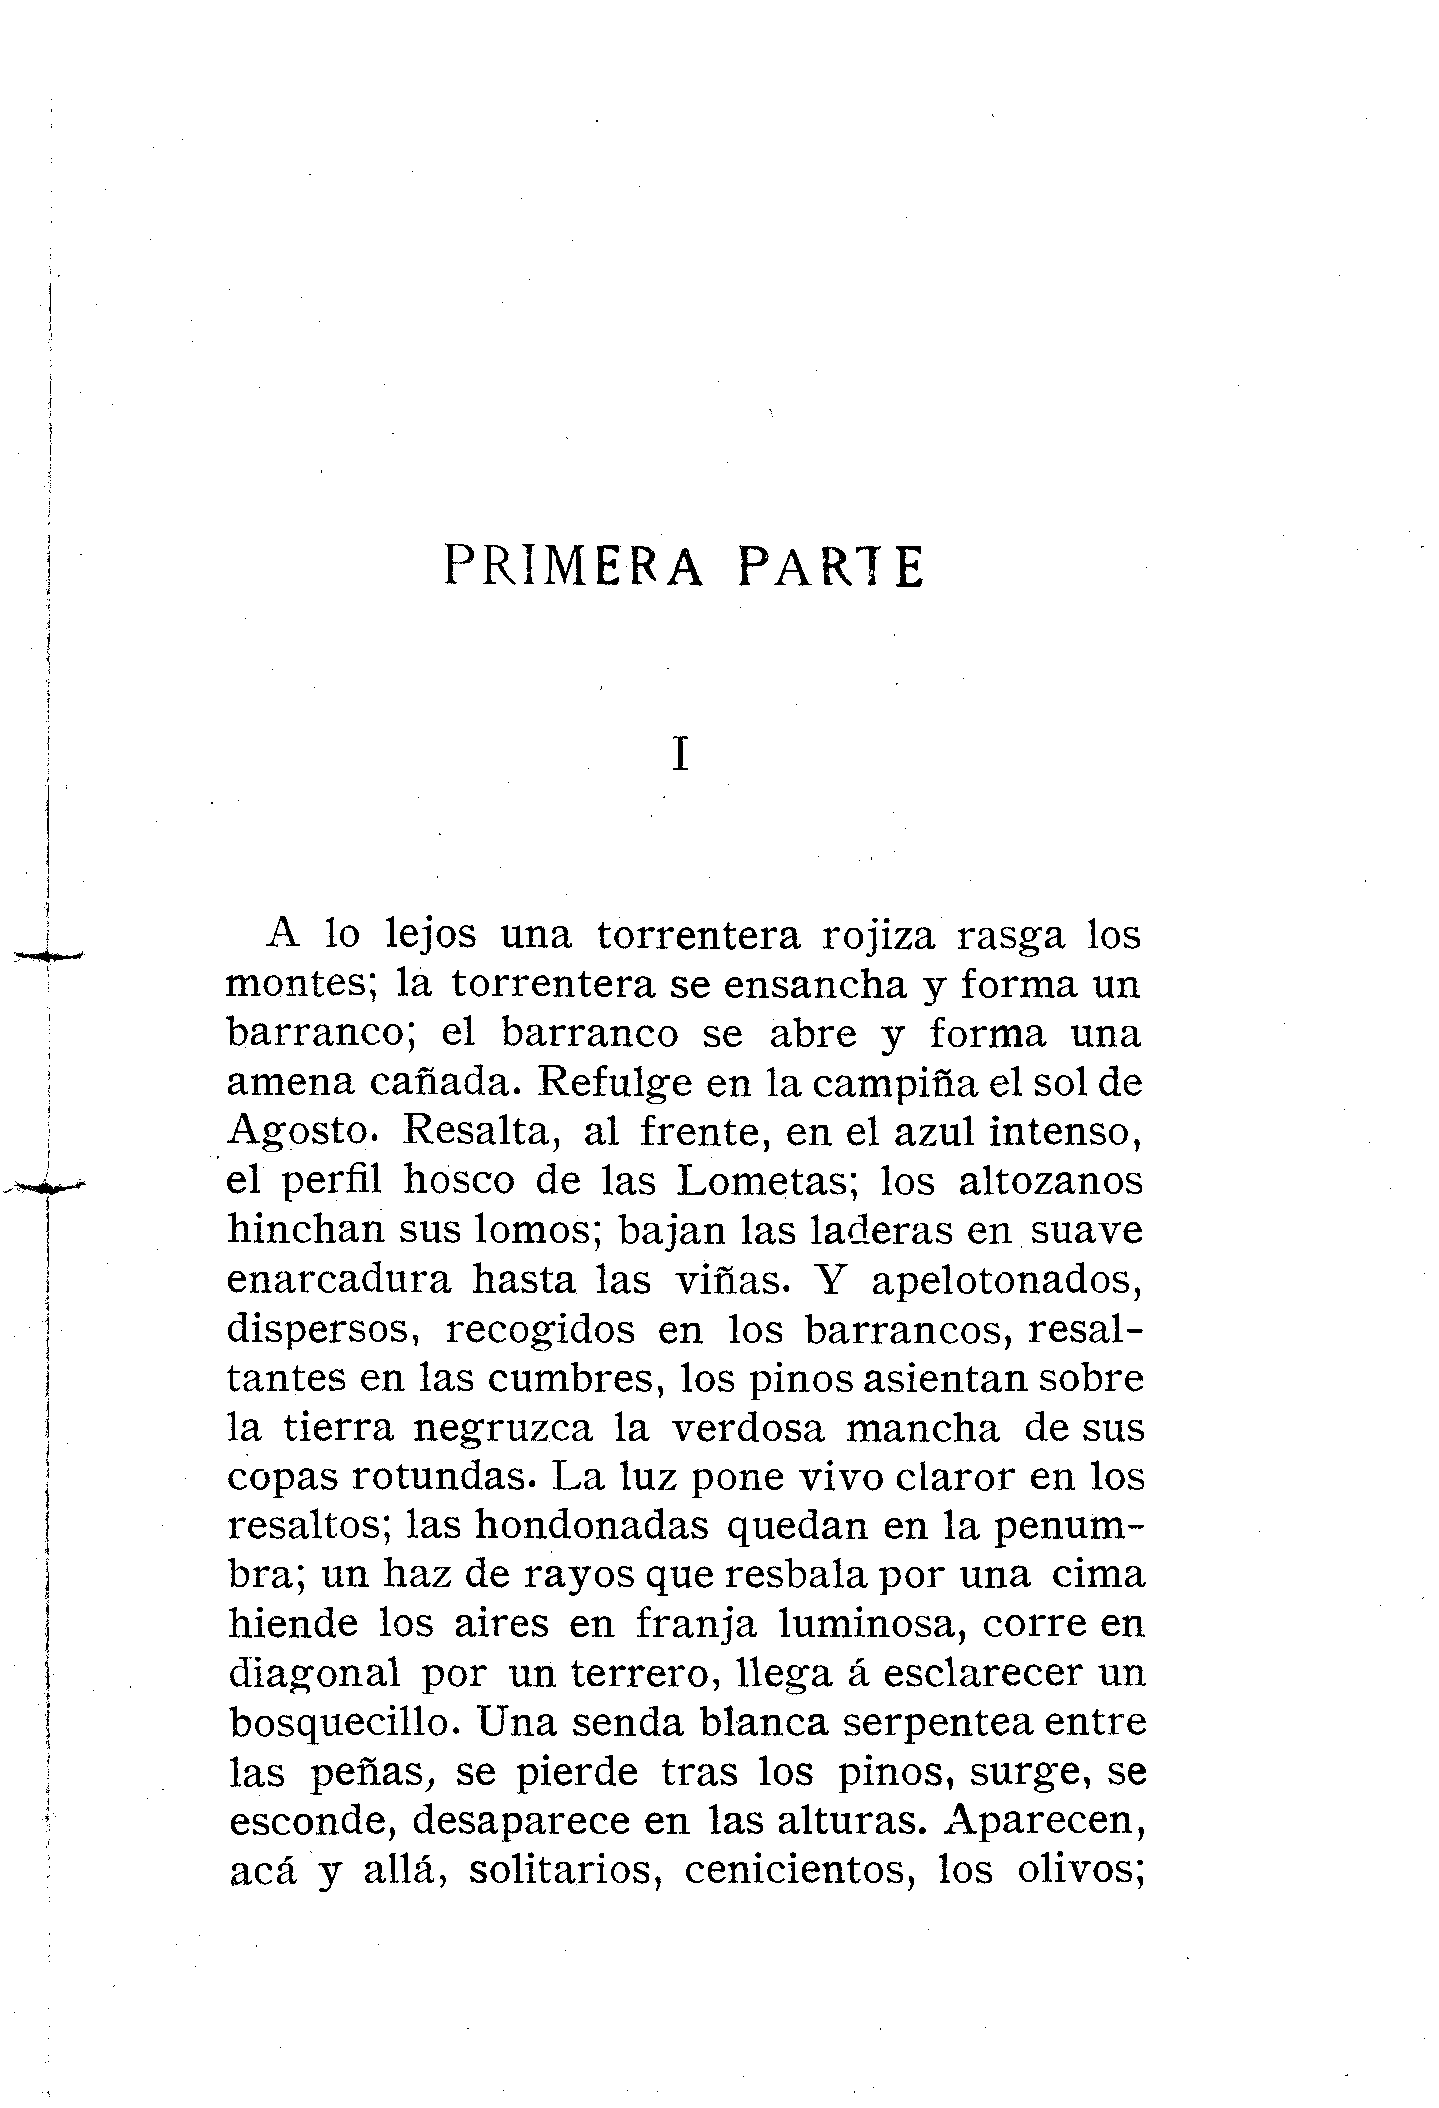 PRIMERA PARTE
I
A lo lejos una torrentera rojiza rasga los
montes; la torrentera se ensancha y forma un
barranco; el barranco se abre y forma una
amena cañada. Refulge en la campiña el sol de
Agosto. Resalta, al frente, en el azul intenso,
el perfil hosco de las Lometas; los altozanos
hinchan sus lomos; bajan las laderas en suave
enarcadura hasta las viñas. Y apelotonados,
dispersos, recogidos en los barrancos, resal-
tantes en las cumbres, los pinos asientan sobre
la tierra negruzca la verdosa mancha de sus
copas rotundas. La luz pone vivo claror en los
resaltos; las hondonadas quedan en la penum-
bra; un haz de rayos que resbala por una cima
hiende los aires en franja luminosa, corre en
diagonal por un terrero, llega á esclarecer un
bosquecillo. Una senda blanca serpentea entre
las peñas, se pierde tras los pinos, surge, se
esconde, desaparece en las alturas. Aparecen,
acá y allá, solitarios, cenicientos, los olivos;